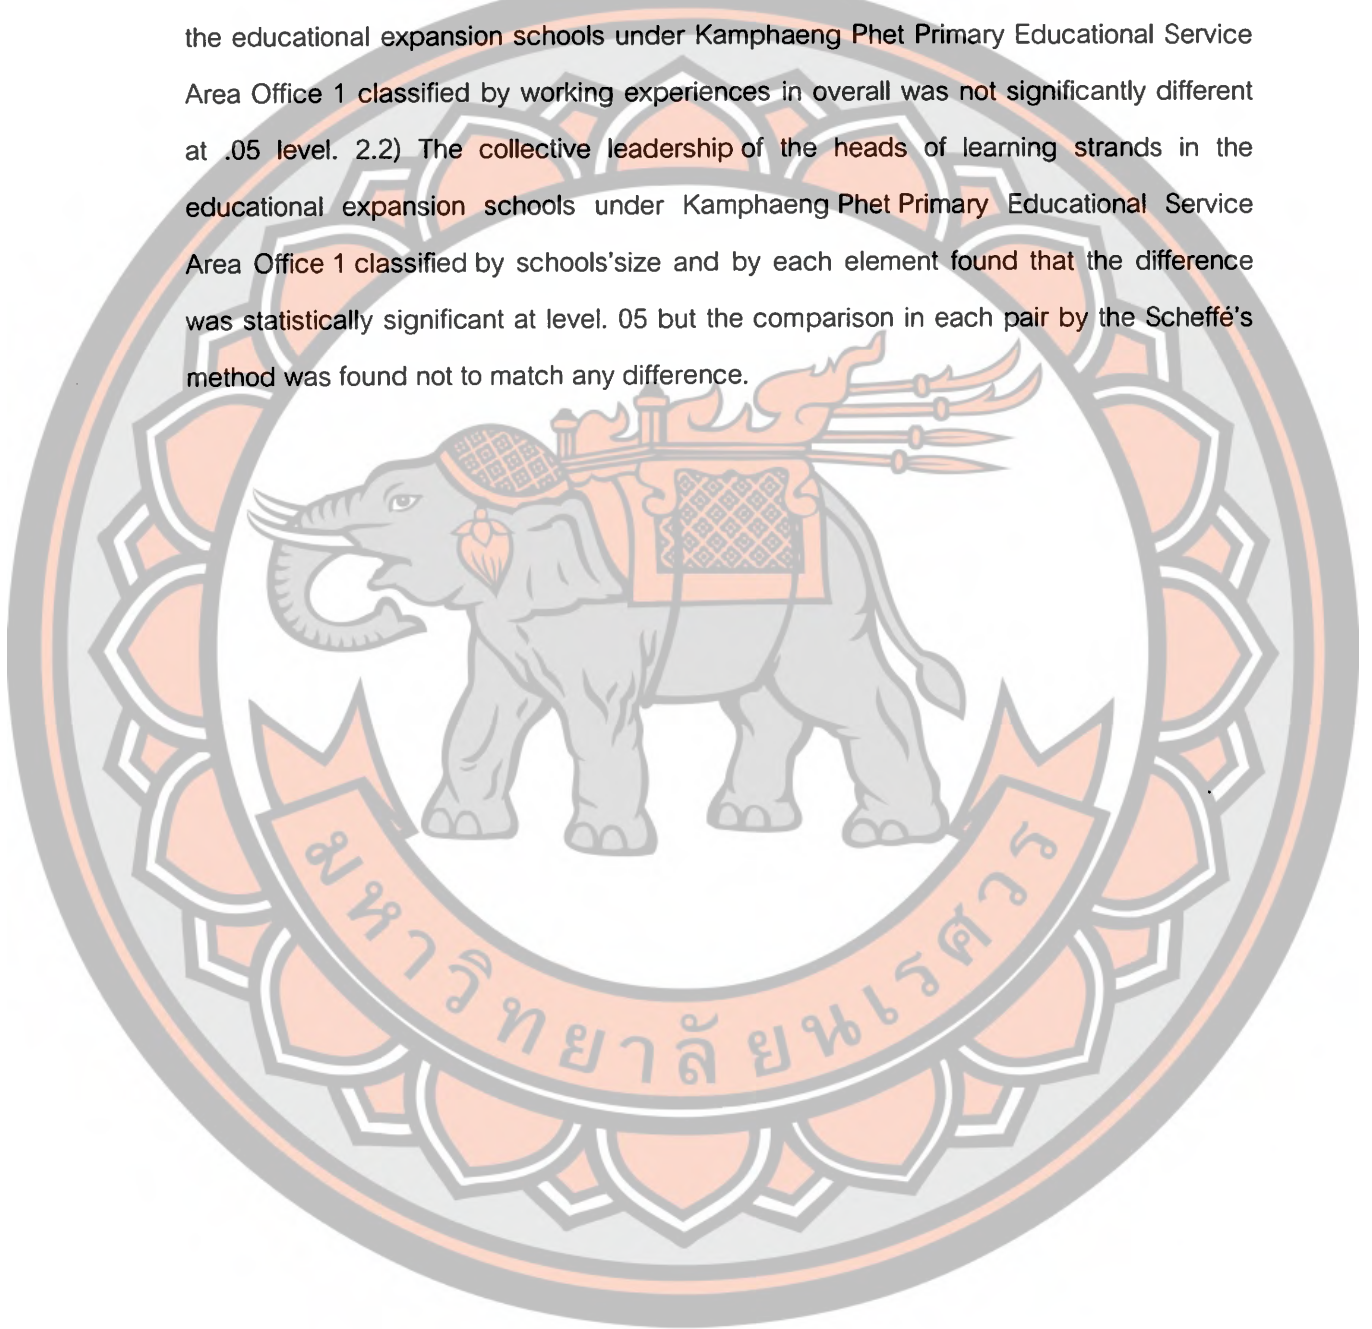 the educational expansion schools under Kamphaeng Phet Primary Educational Service
Area Office 1 classified by working experiences in overall was not significantly different
at .05 level. 2.2) The collective leadership of the heads of learning strands in the
educational expansion schools under Kamphaeng Phet Primary Educational Service
Area Office 1 classified by schools'size and by each element found that the difference
was statistically significant at level. 05 but the comparison in each pair by the Scheffé's
method was found not to match any difference.
มหาวิทยาลัยนเรศวร